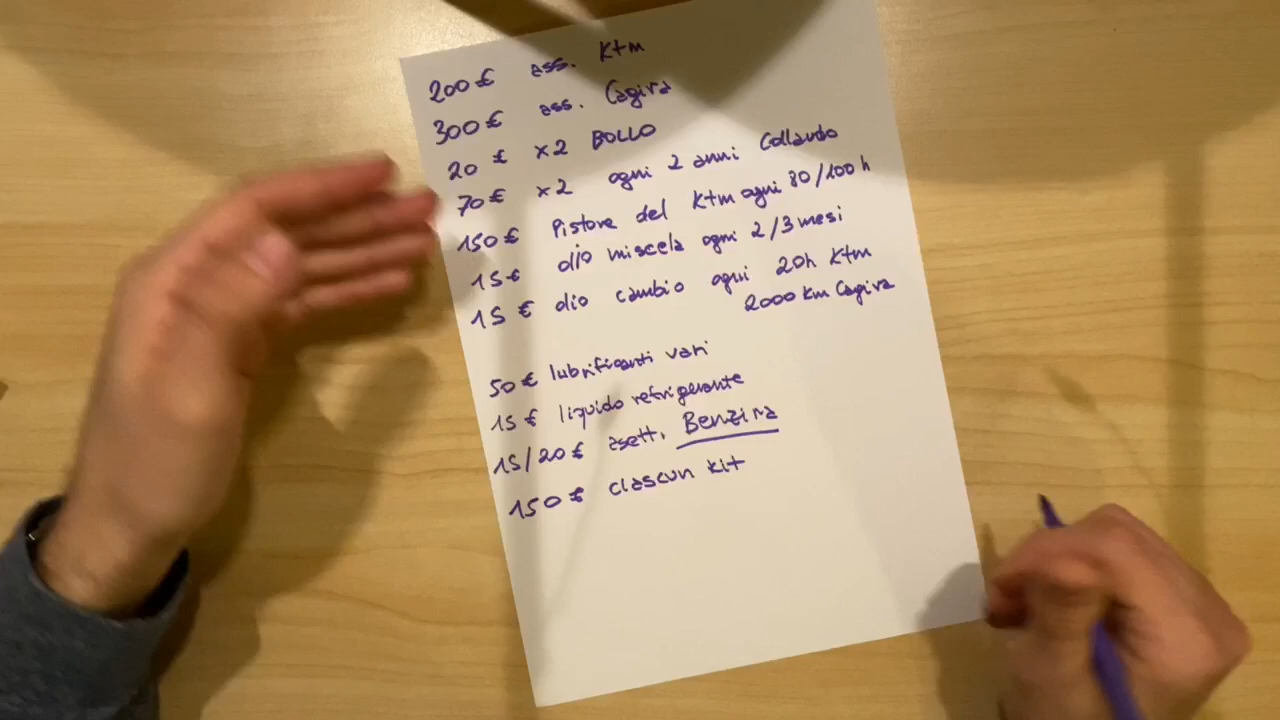 200€ ass. Ktm
300€ ass. Cagiva
20 € x2 BOLLO
70€ x2 ogni 2 anni Collaudo
150€ Pistone del Ktm ogni 80/100 h
15€ olio miscela ogni 2/3 mesi
15€ olio cambio ogni 20h Ktm
2000 Km Cagiva
50€ lubrificanti vari
15€ liquido refrigerante
15/20€ asett. Benzina
150€ ciascun kit